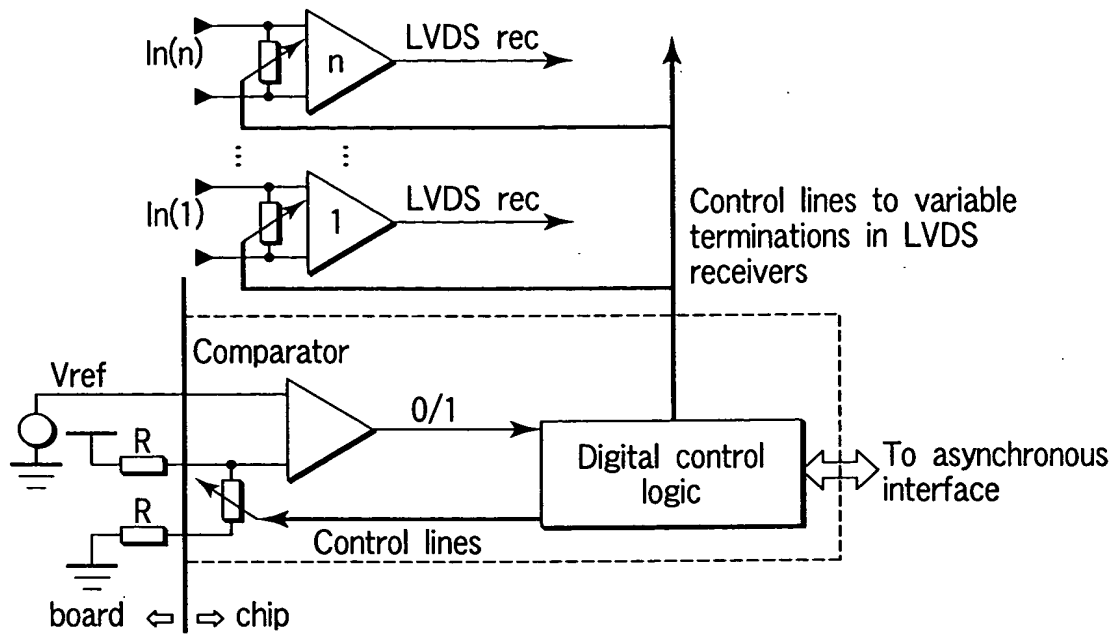 In(n)
n
LVDS rec
In(1)
1
LVDS rec
Control lines to variable
terminations in LVDS
receivers
Comparator
Vref
0/1
R
Digital control
logic
To asynchronous
interface
R
Control lines
board ⇦ ⇨ chip